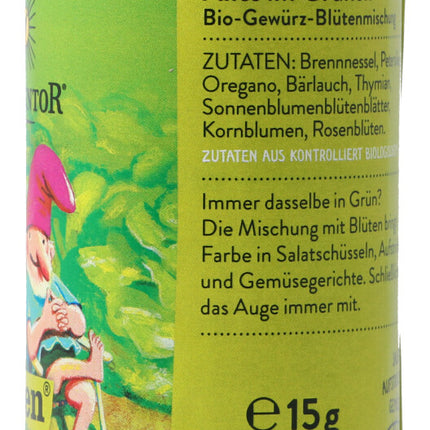 Bio-Gewürz-Blütenmischung
ZUTATEN: Brennnessel,
Oregano, Bärlauch, Thymian
Sonnenblumenblütenblätter,
Kornblumen, Rosenblüten.
ZUTATEN AUS KONTROLLIERT
Immer dasselbe in Grün?
Die Mischung mit Blüten
Farbe in Salatschüsseln,
und Gemüsegerichte.
das Auge immer mit.
℮ 15 g